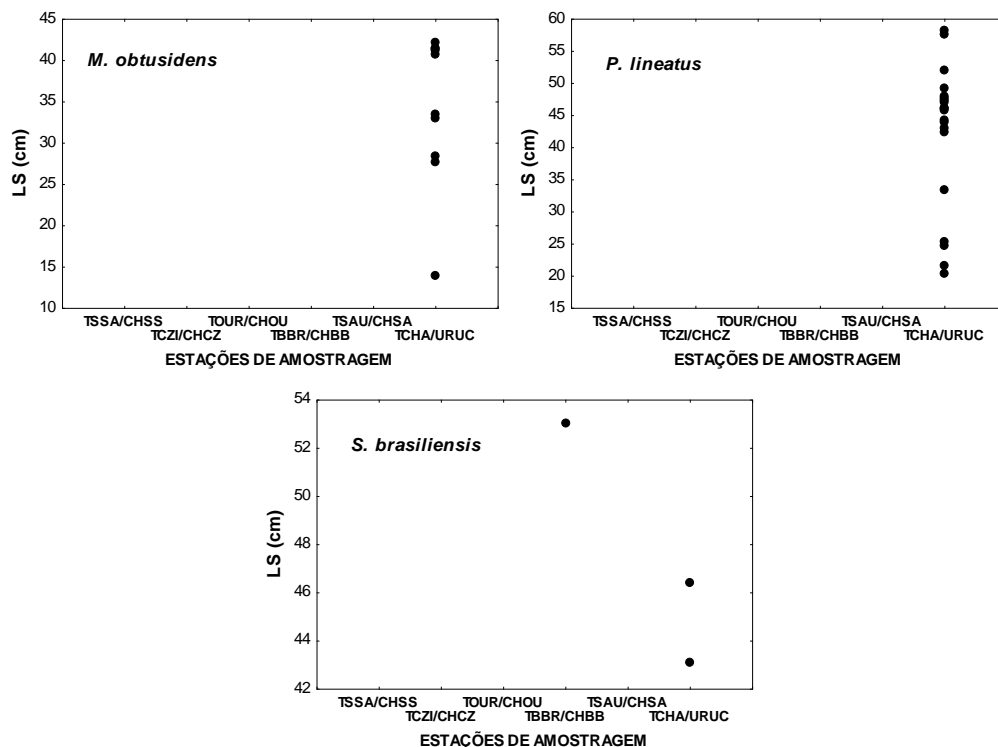 M. obtusidens
LS (cm)
45
40
35
30
25
20
15
10
TSSA/CHSS
TCZI/CHCZ
TOUR/CHOU
TBBR/CHBB
TSAU/CHSA
TCHA/URUC
ESTAÇÕES DE AMOSTRAGEM
P. lineatus
LS (cm)
60
55
50
45
40
35
30
25
20
15
TSSA/CHSS
TCZI/CHCZ
TOUR/CHOU
TBBR/CHBB
TSAU/CHSA
TCHA/URUC
ESTAÇÕES DE AMOSTRAGEM
S. brasiliensis
LS (cm)
54
52
50
48
46
44
42
TSSA/CHSS
TCZI/CHCZ
TOUR/CHOU
TBBR/CHBB
TSAU/CHSA
TCHA/URUC
ESTAÇÕES DE AMOSTRAGEM